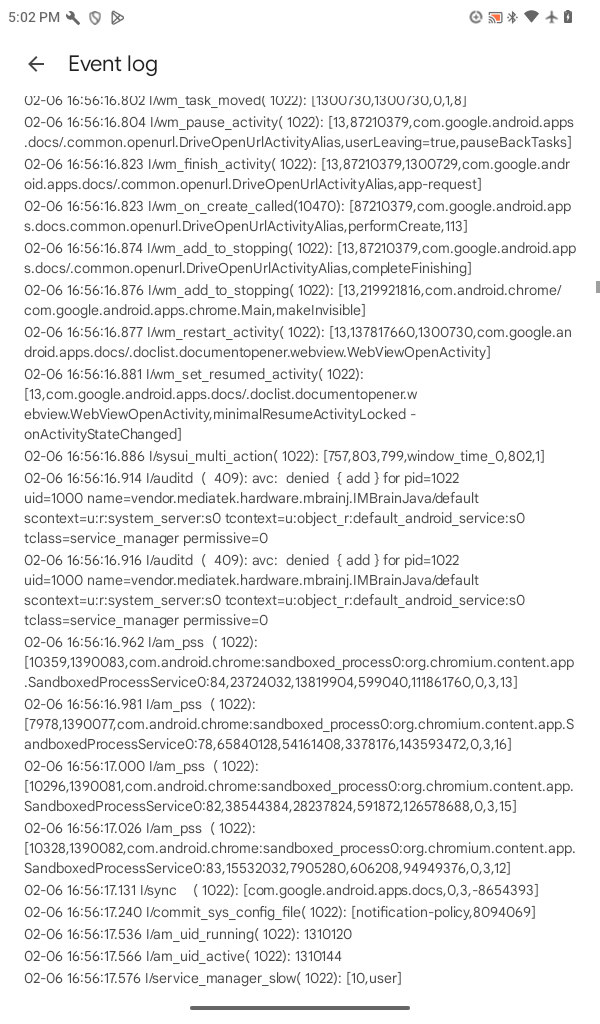 5:02 PM
Event log
02-06 16:56:16.802 I/wm_task_moved( 1022): [1300730,1300730,0,1,8]
02-06 16:56:16.804 I/wm_pause_activity( 1022): [13,87210379,com.google.android.apps
.docs/.common.openurl.DriveOpenUrlActivityAlias,userLeaving=true,pauseBackTasks]
02-06 16:56:16.823 I/wm_finish_activity( 1022): [13,87210379,1300729,com.google.andr
oid.apps.docs/.common.openurl.DriveOpenUrlActivityAlias,app-request]
02-06 16:56:16.823 I/wm_on_create_called(10470): [87210379,com.google.android.app
s.docs.common.openurl.DriveOpenUrlActivityAlias,performCreate,113]
02-06 16:56:16.874 I/wm_add_to_stopping( 1022): [13,87210379,com.google.android.app
s.docs/.common.openurl.DriveOpenUrlActivityAlias,completeFinishing]
02-06 16:56:16.876 I/wm_add_to_stopping( 1022): [13,219921816,com.android.chrome/
com.google.android.apps.chrome.Main,makeInvisible]
02-06 16:56:16.877 I/wm_restart_activity( 1022): [13,137817660,1300730,com.google.an
droid.apps.docs/.doclist.documentopener.webview.WebViewOpenActivity]
02-06 16:56:16.881 I/wm_set_resumed_activity( 1022):
[13,com.google.android.apps.docs/.doclist.documentopener.w
ebview.WebViewOpenActivity,minimalResumeActivityLocked -
onActivityStateChanged]
02-06 16:56:16.886 I/sysui_multi_action( 1022): [757,803,799,window_time_0,802,1]
02-06 16:56:16.914 I/auditd  (  409): avc:  denied  { add } for pid=1022
uid=1000 name=vendor.mediatek.hardware.mbrainj.IMBrainJava/default
scontext=u:r:system_server:s0 tcontext=u:object_r:default_android_service:s0
tclass=service_manager permissive=0
02-06 16:56:16.916 I/auditd  (  409): avc:  denied  { add } for pid=1022
uid=1000 name=vendor.mediatek.hardware.mbrainj.IMBrainJava/default
scontext=u:r:system_server:s0 tcontext=u:object_r:default_android_service:s0
tclass=service_manager permissive=0
02-06 16:56:16.962 I/am_pss  ( 1022):
[10359,1390083,com.android.chrome:sandboxed_process0:org.chromium.content.app
.SandboxedProcessService0:84,23724032,13819904,599040,111861760,0,3,13]
02-06 16:56:16.981 I/am_pss  ( 1022):
[7978,1390077,com.android.chrome:sandboxed_process0:org.chromium.content.app.S
andboxedProcessService0:78,65840128,54161408,3378176,143593472,0,3,16]
02-06 16:56:17.000 I/am_pss  ( 1022):
[10296,1390081,com.android.chrome:sandboxed_process0:org.chromium.content.app.
SandboxedProcessService0:82,38544384,28237824,591872,126578688,0,3,15]
02-06 16:56:17.026 I/am_pss  ( 1022):
[10328,1390082,com.android.chrome:sandboxed_process0:org.chromium.content.app.
SandboxedProcessService0:83,15532032,7905280,606208,94949376,0,3,12]
02-06 16:56:17.131 I/sync    ( 1022): [com.google.android.apps.docs,0,3,-8654393]
02-06 16:56:17.240 I/commit_sys_config_file( 1022): [notification-policy,8094069]
02-06 16:56:17.536 I/am_uid_running( 1022): 1310120
02-06 16:56:17.566 I/am_uid_active( 1022): 1310144
02-06 16:56:17.576 I/service_manager_slow( 1022): [10,user]